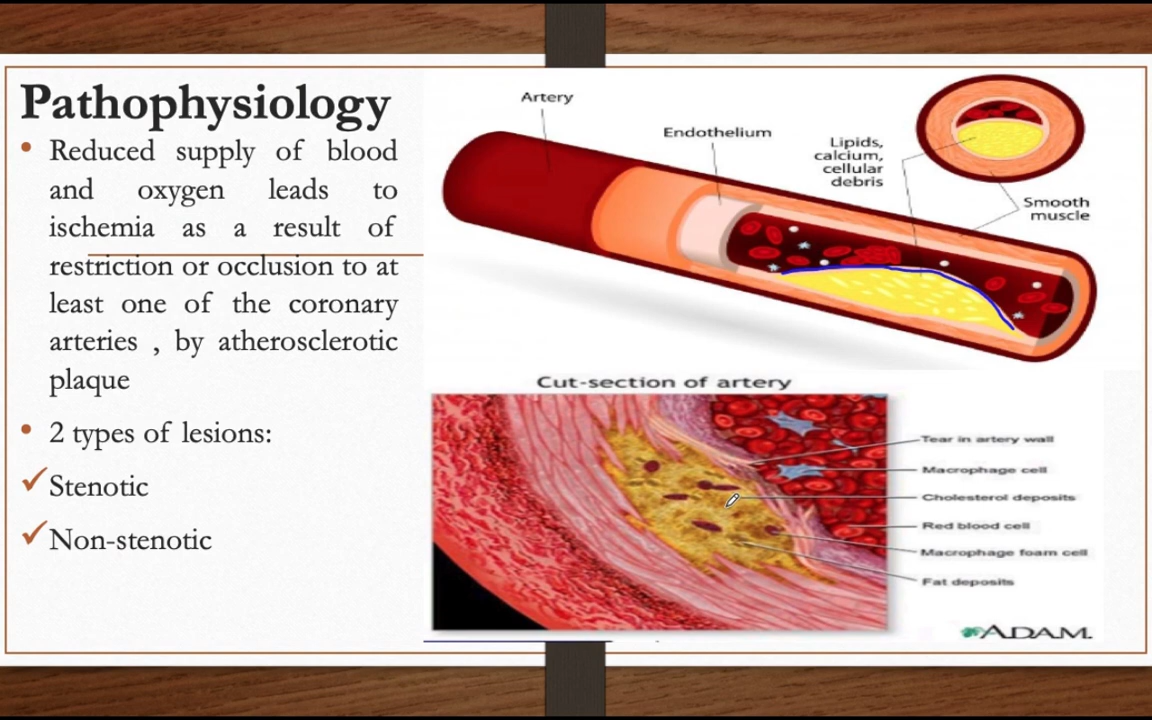 Pathophysiology
• Reduced supply of blood
and oxygen leads to
ischemia as a result of
restriction or occlusion to at
least one of the coronary
arteries , by atherosclerotic
plaque
• 2 types of lesions:
✓Stenotic
✓Non-stenotic
Artery
Endothelium
Lipids,
calcium,
cellular
debris
Smooth
muscle
Cut-section of artery
Tear in artery wall
Macrophage cell
Cholesterol deposits
Red blood cell
Macrophage foam cell
Fat deposits
ADAM.